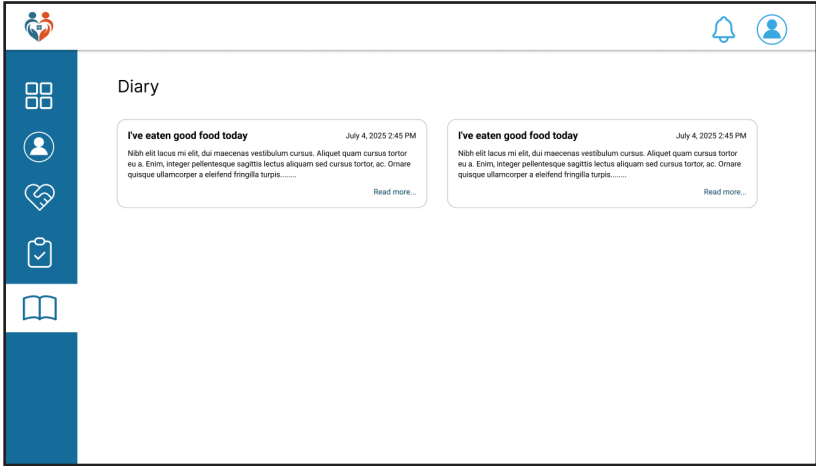 Diary
I've eaten good food today
July 4, 2025 2:45 PM
Nibh elit lacus mi elit, dui maecenas vestibulum cursus. Aliquet quam cursus tortor
eu a. Enim, integer pellentesque sagittis lectus aliquam sed cursus tortor, ac. Ornare
quisque ullamcorper a eleifend fringilla turpis........
Read more...
I've eaten good food today
July 4, 2025 2:45 PM
Nibh elit lacus mi elit, dui maecenas vestibulum cursus. Aliquet quam cursus tortor
eu a. Enim, integer pellentesque sagittis lectus aliquam sed cursus tortor, ac. Ornare
quisque ullamcorper a eleifend fringilla turpis........
Read more...